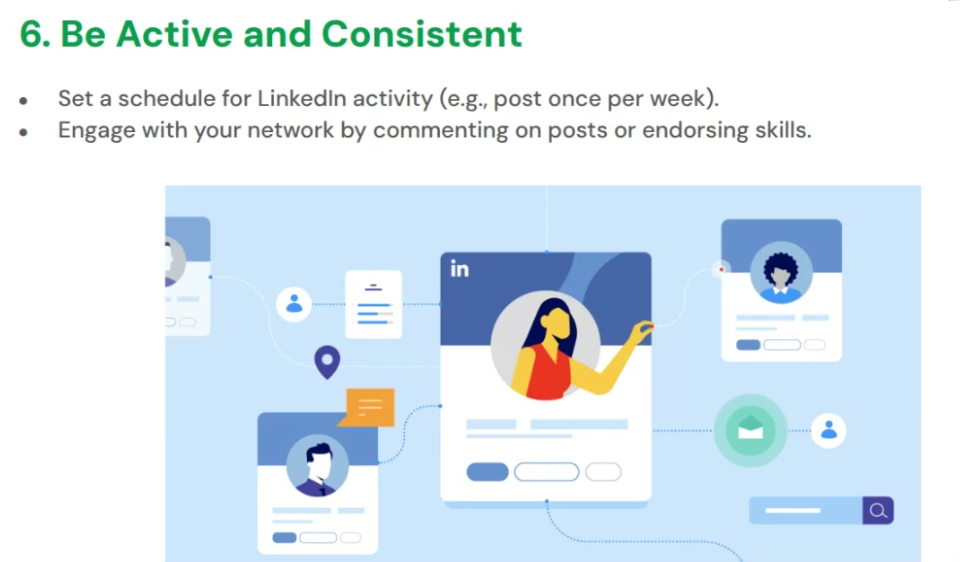 6. Be Active and Consistent
● Set a schedule for LinkedIn activity (e.g., post once per week).
● Engage with your network by commenting on posts or endorsing skills.
in